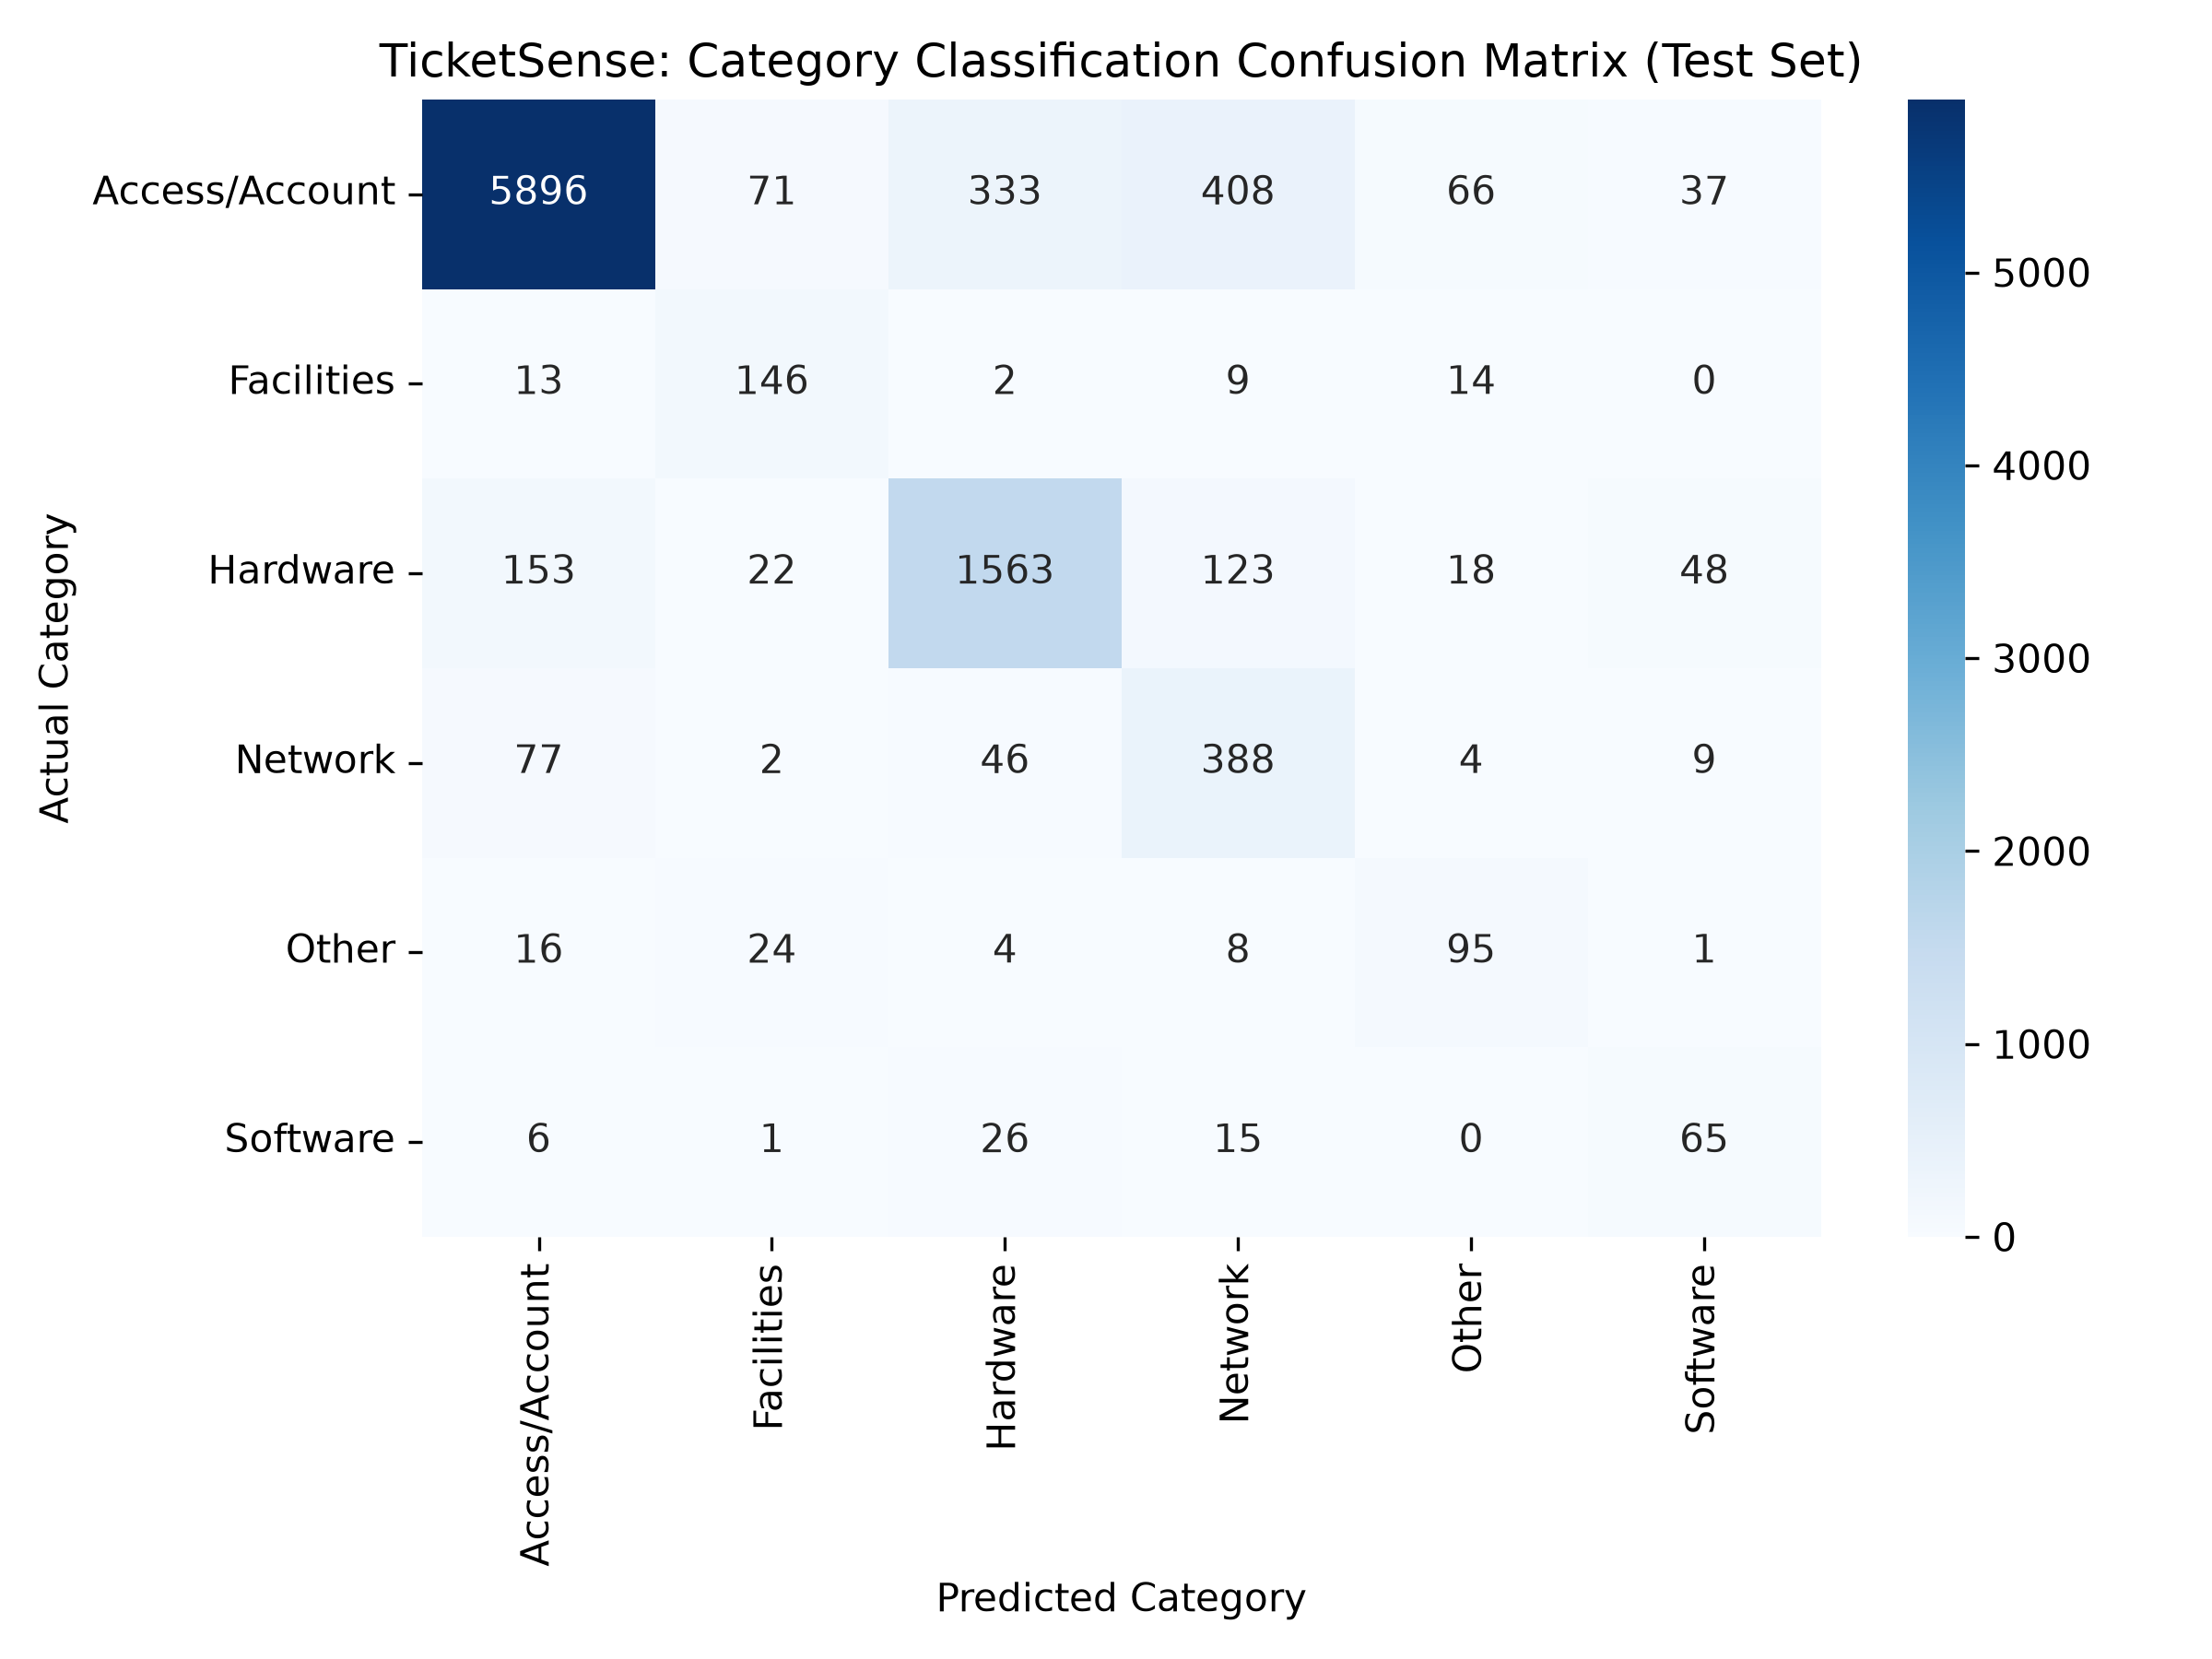 TicketSense: Category Classification Confusion Matrix (Test Set)
Actual Category
Access/Account 5896 71 333 408 66 37
Facilities 13 146 2 9 14 0
Hardware 153 22 1563 123 18 48
Network 77 2 46 388 4 9
Other 16 24 4 8 95 1
Software 6 1 26 15 0 65
Access/Account Facilities Hardware Network Other Software
Predicted Category
5000
4000
3000
2000
1000
0